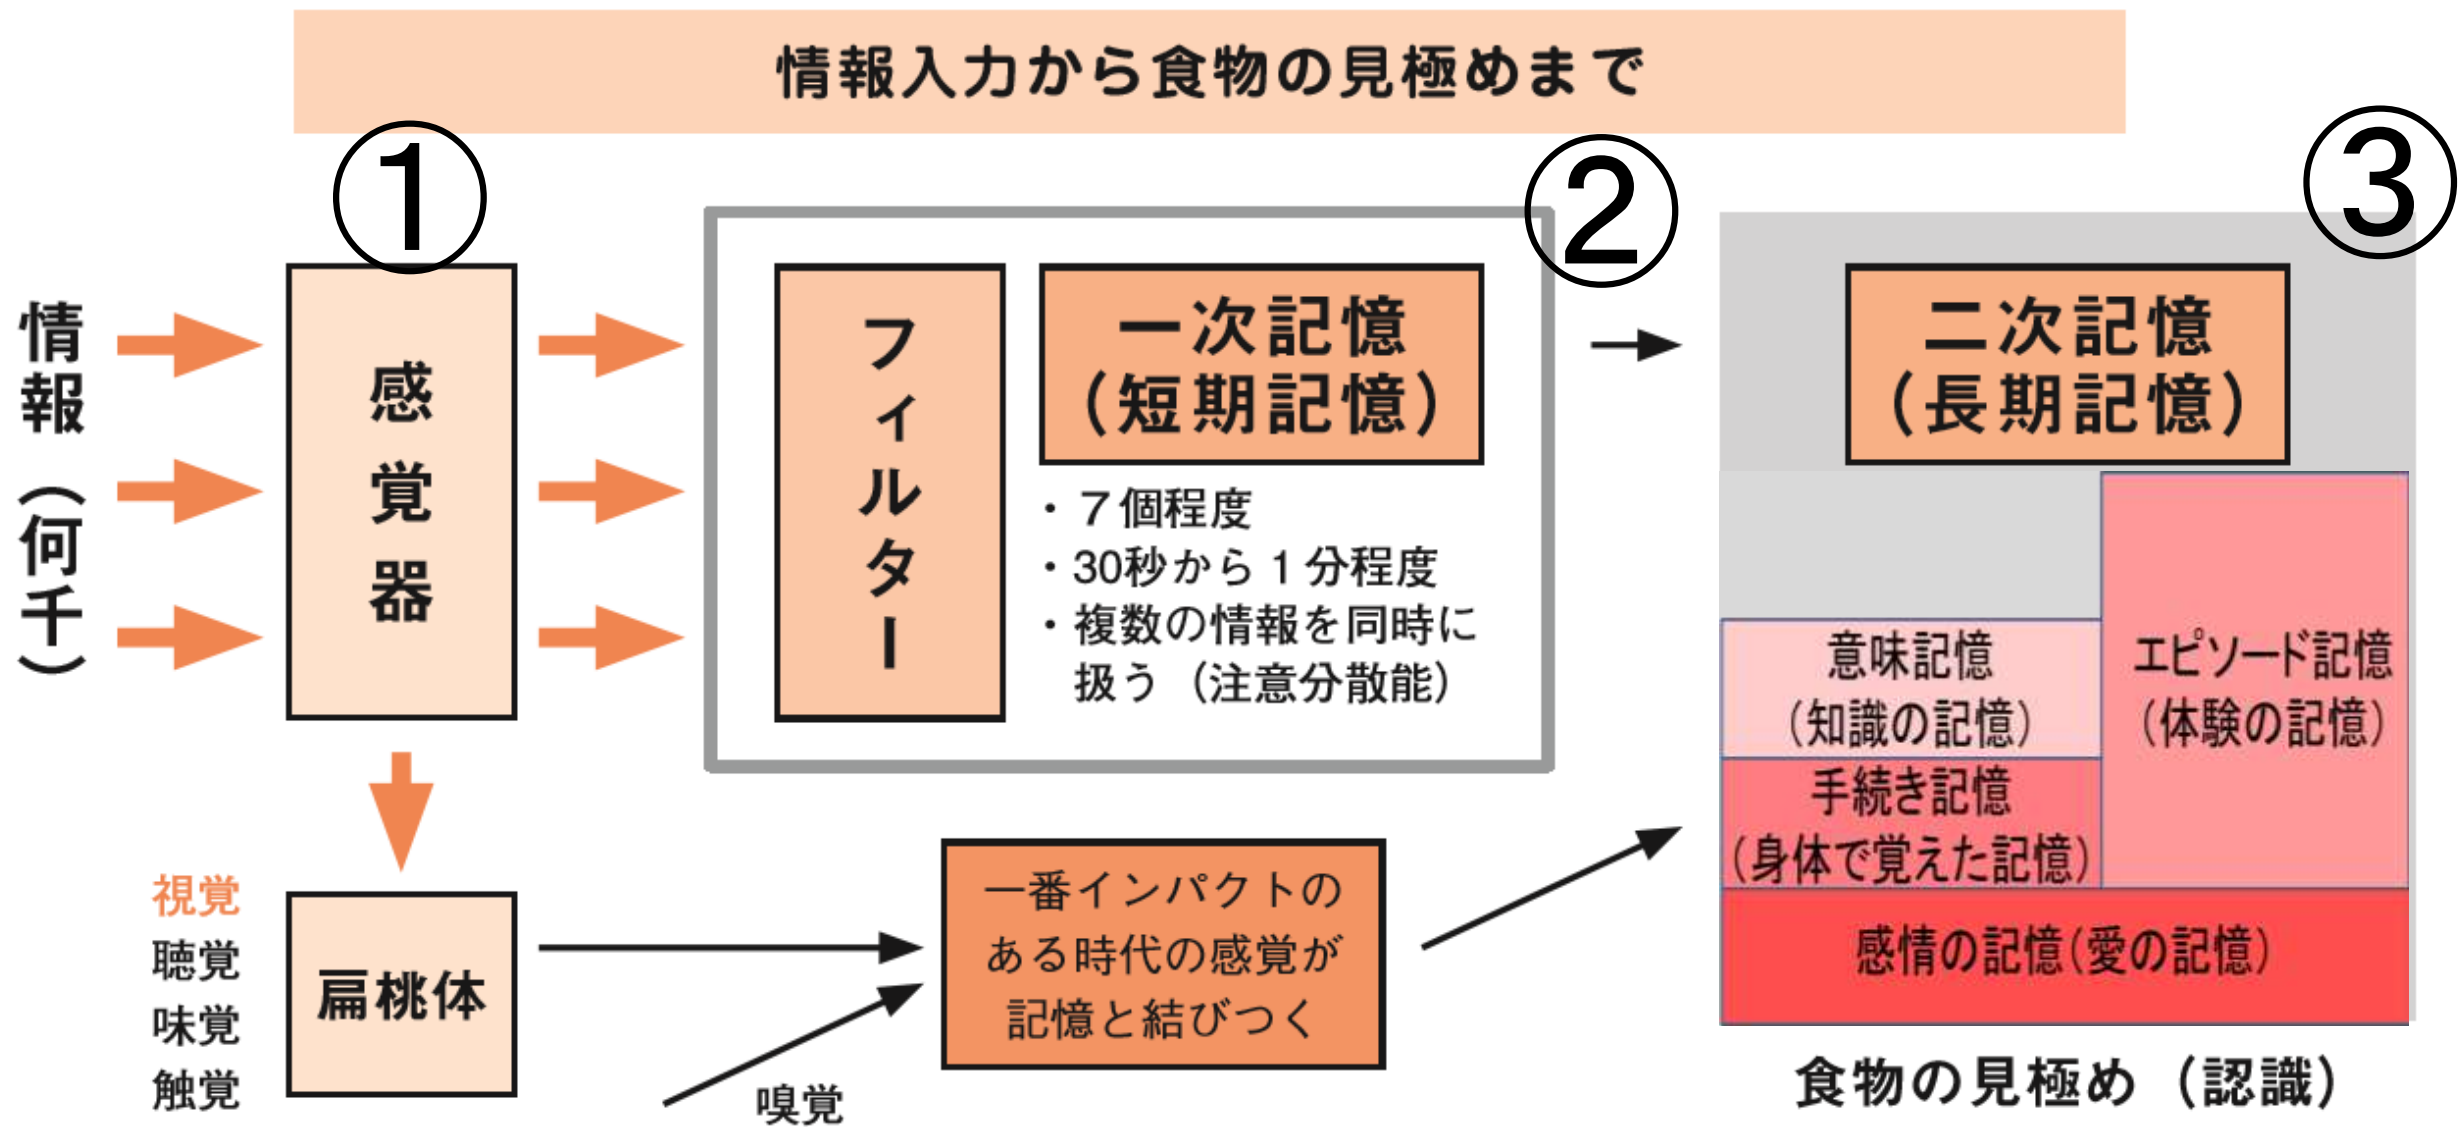 情報入力から食物の見極めまで
①
②
③
情報（何千）
感覚器
フィルター
一次記憶
（短期記憶）
・７個程度
・30秒から１分程度
・複数の情報を同時に
扱う（注意分散能）
二次記憶
（長期記憶）
意味記憶
（知識の記憶）
エピソード記憶
（体験の記憶）
手続き記憶
（身体で覚えた記憶）
感情の記憶（愛の記憶）
食物の見極め（認識）
視覚
聴覚
味覚
触覚
扁桃体
一番インパクトの
ある時代の感覚が
記憶と結びつく
嗅覚